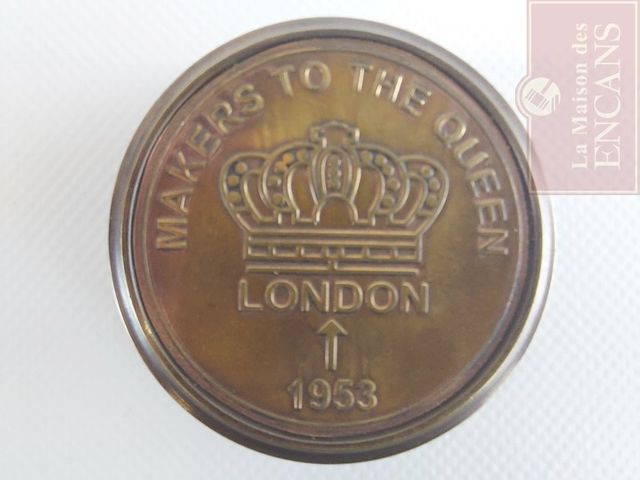 MAKERS TO THE QUEEN
LONDON
1953
La Maison des
ENCANS